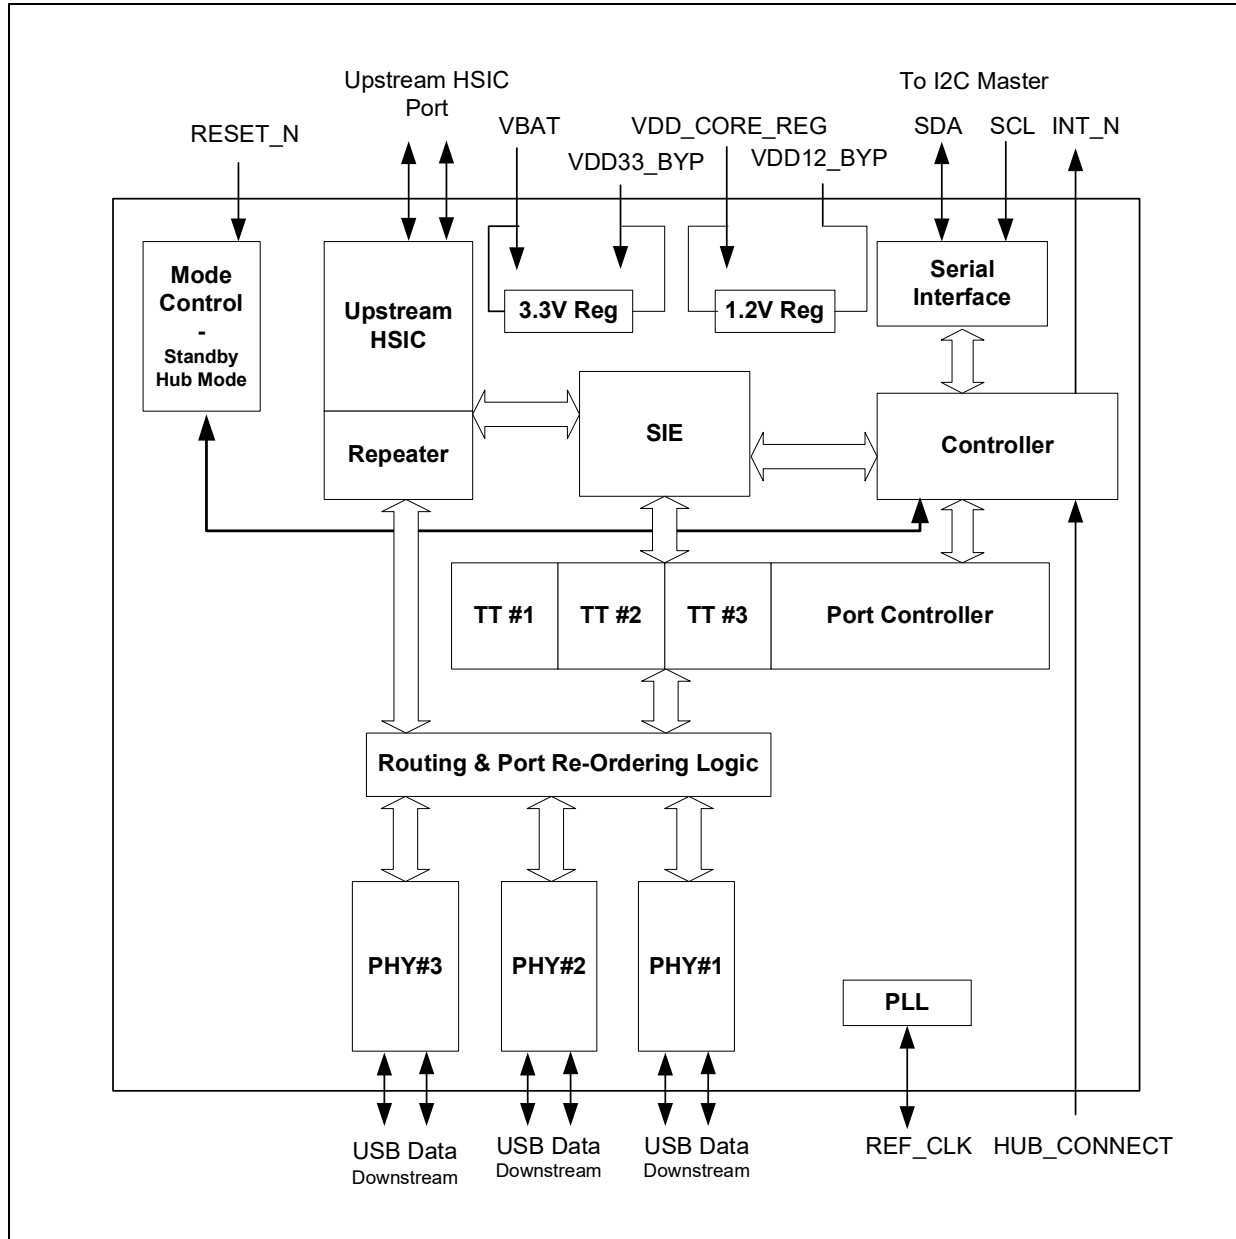 Upstream HSIC
Port
To I2C Master
RESET_N
VBAT
VDD_CORE_REG
SDA
SCL
INT_N
VDD33_BYP
VDD12_BYP
Mode
Control
-
Standby
Hub Mode
Upstream
HSIC
3.3V Reg
1.2V Reg
Serial
Interface
Repeater
SIE
Controller
TT #1
TT #2
TT #3
Port Controller
Routing & Port Re-Ordering Logic
PHY#3
PHY#2
PHY#1
PLL
USB Data
Downstream
USB Data
Downstream
USB Data
Downstream
REF_CLK
HUB_CONNECT